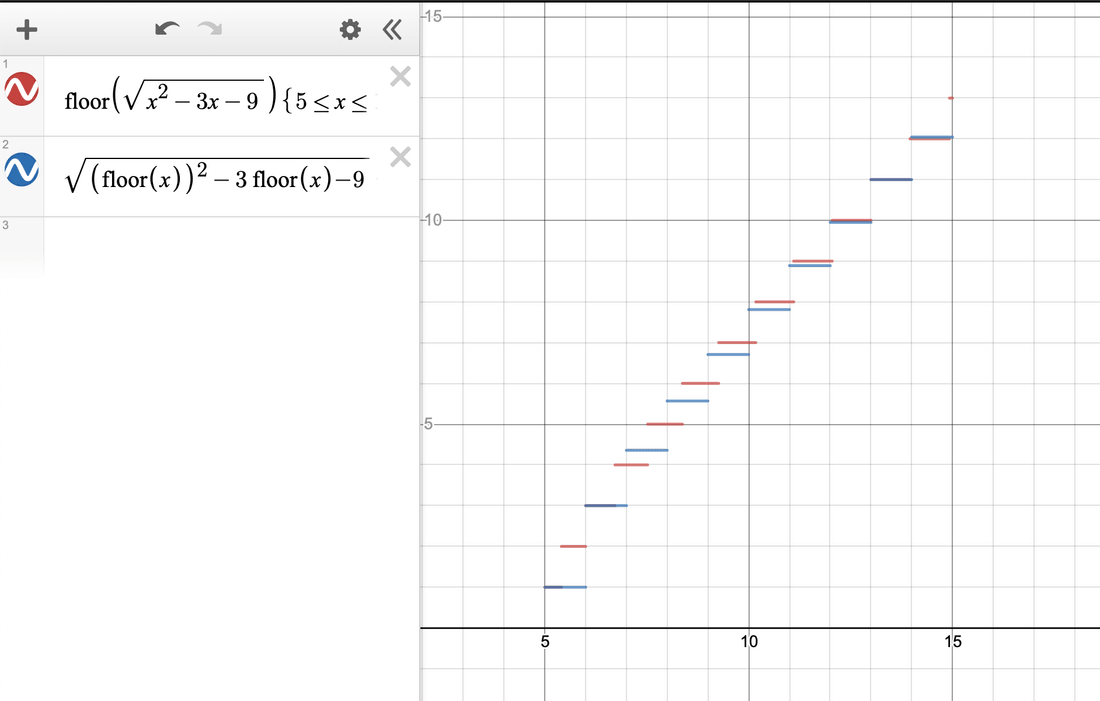 15
1
floor(√(x² − 3x − 9)){5 ≤ x ≤
2
√((floor(x))² − 3 floor(x) − 9
3
10
5
5 10 15